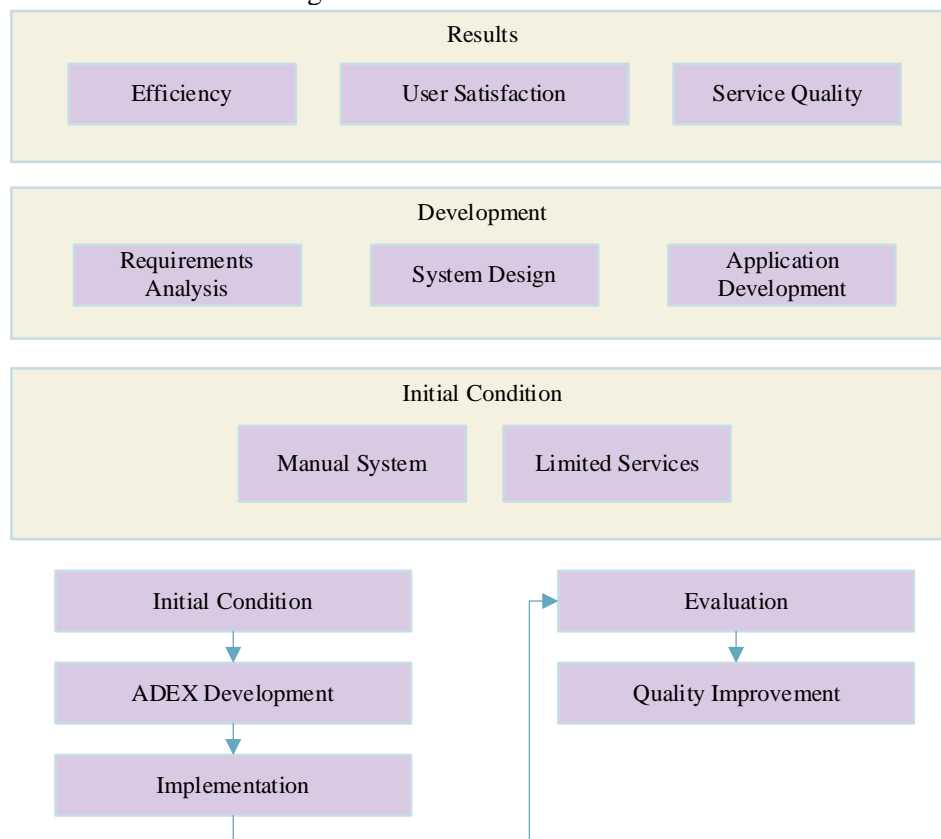 Results
Efficiency
User Satisfaction
Service Quality
Development
Requirements
Analysis
System Design
Application
Development
Initial Condition
Manual System
Limited Services
Initial Condition
ADEX Development
Implementation
Evaluation
Quality Improvement